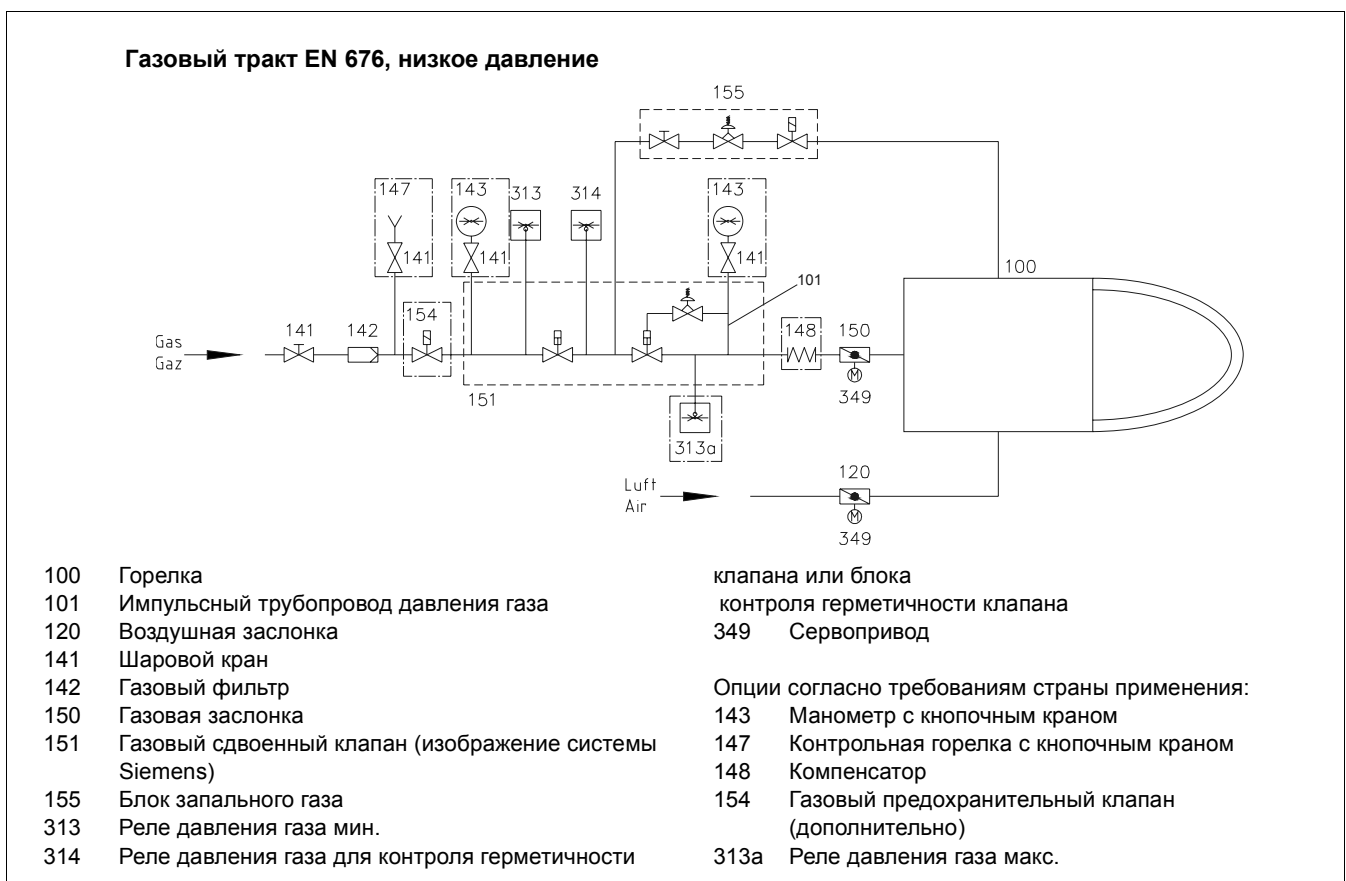 Газовый тракт EN 676, низкое давление
155
147
143
313
314
143
141
141
141
101
100
Gas
Gaz
141
142
154
148
150
349
151
313a
Luft
Air
120
349
M
M
100 Горелка
101 Импульсный трубопровод давления газа
120 Воздушная заслонка
141 Шаровой кран
142 Газовый фильтр
150 Газовая заслонка
151 Газовый сдвоенный клапан (изображение системы
Siemens)
155 Блок запального газа
313 Реле давления газа мин.
314 Реле давления газа для контроля герметичности
клапана или блока
контроля герметичности клапана
349 Сервопривод
Опции согласно требованиям страны применения:
143 Манометр с кнопочным краном
147 Контрольная горелка с кнопочным краном
148 Компенсатор
154 Газовый предохранительный клапан
(дополнительно)
313a Реле давления газа макс.